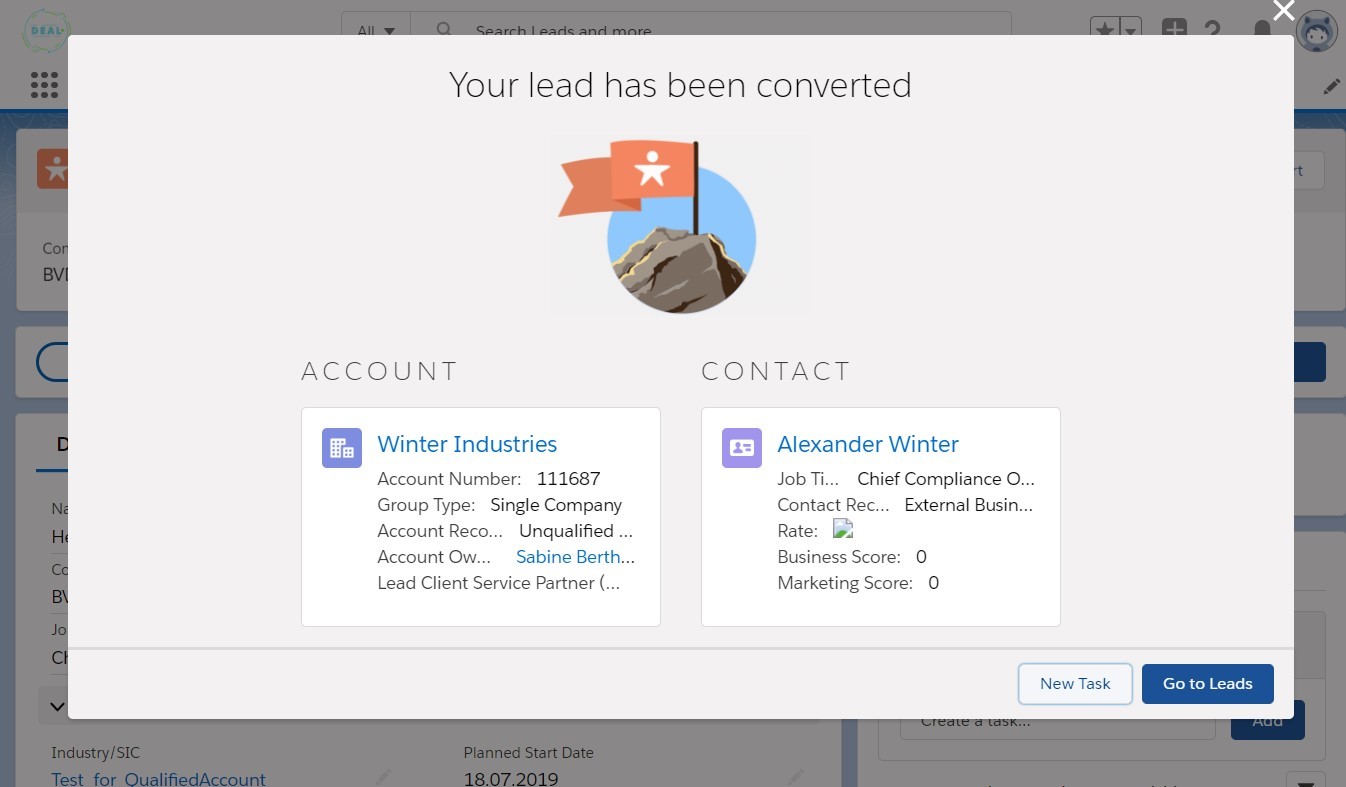 DEAL
All
Search Leads and more
Your lead has been converted
ACCOUNT
CONTACT
Winter Industries
Account Number: 111687
Group Type: Single Company
Account Reco... Unqualified ...
Account Ow... Sabine Berth...
Lead Client Service Partner (...
Alexander Winter
Job Ti... Chief Compliance O...
Contact Rec... External Busin...
Rate:
Business Score: 0
Marketing Score: 0
New Task
Go to Leads
Create a task...
Add
Industry/SIC
Test_for_QualifiedAccount
Planned Start Date
18.07.2019